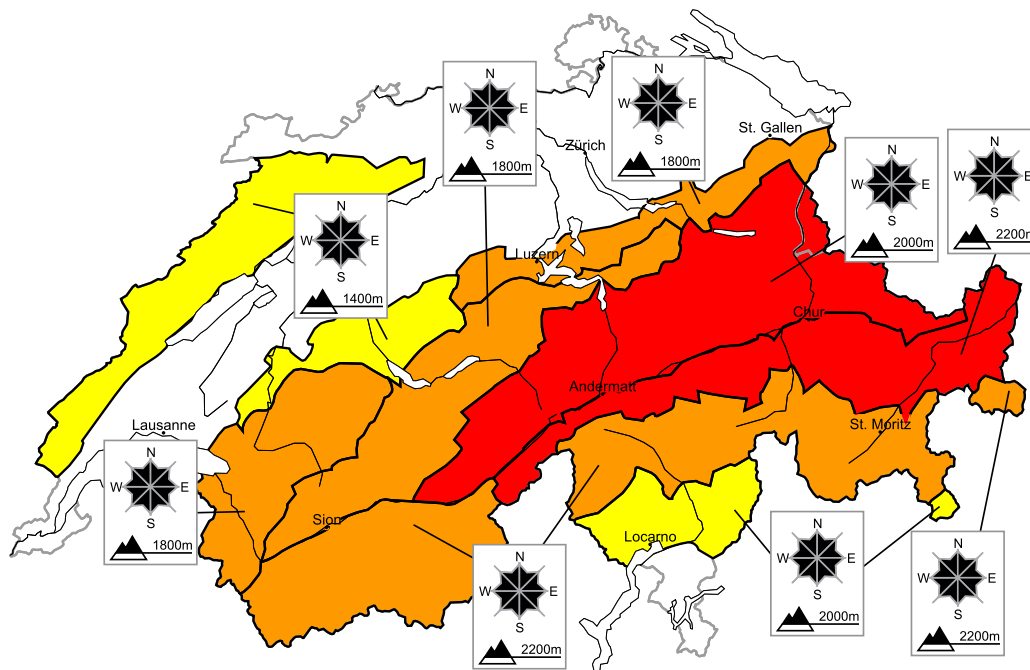 N
W E
S
1800m
N
W E
S
1800m
St. Gallen
Zürich
N
W E
S
2000m
N
W E
S
2200m
N
W E
S
1400m
Luzern
Chur
Andermatt
St. Moritz
Lausanne
N
W E
S
1800m
Sion
Locarno
N
W E
S
2200m
N
W E
S
2000m
N
W E
S
2200m